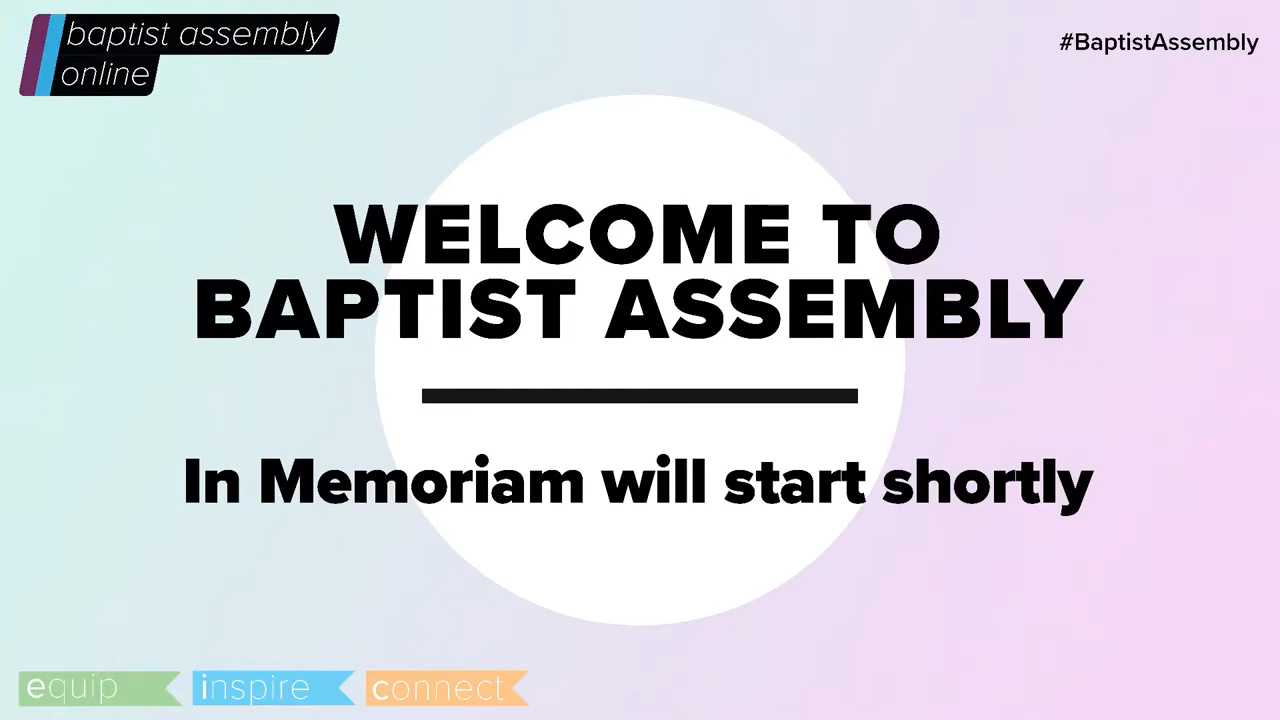 baptist assembly
online
#BaptistAssembly
WELCOME TO
BAPTIST ASSEMBLY
In Memoriam will start shortly
equip inspire connect